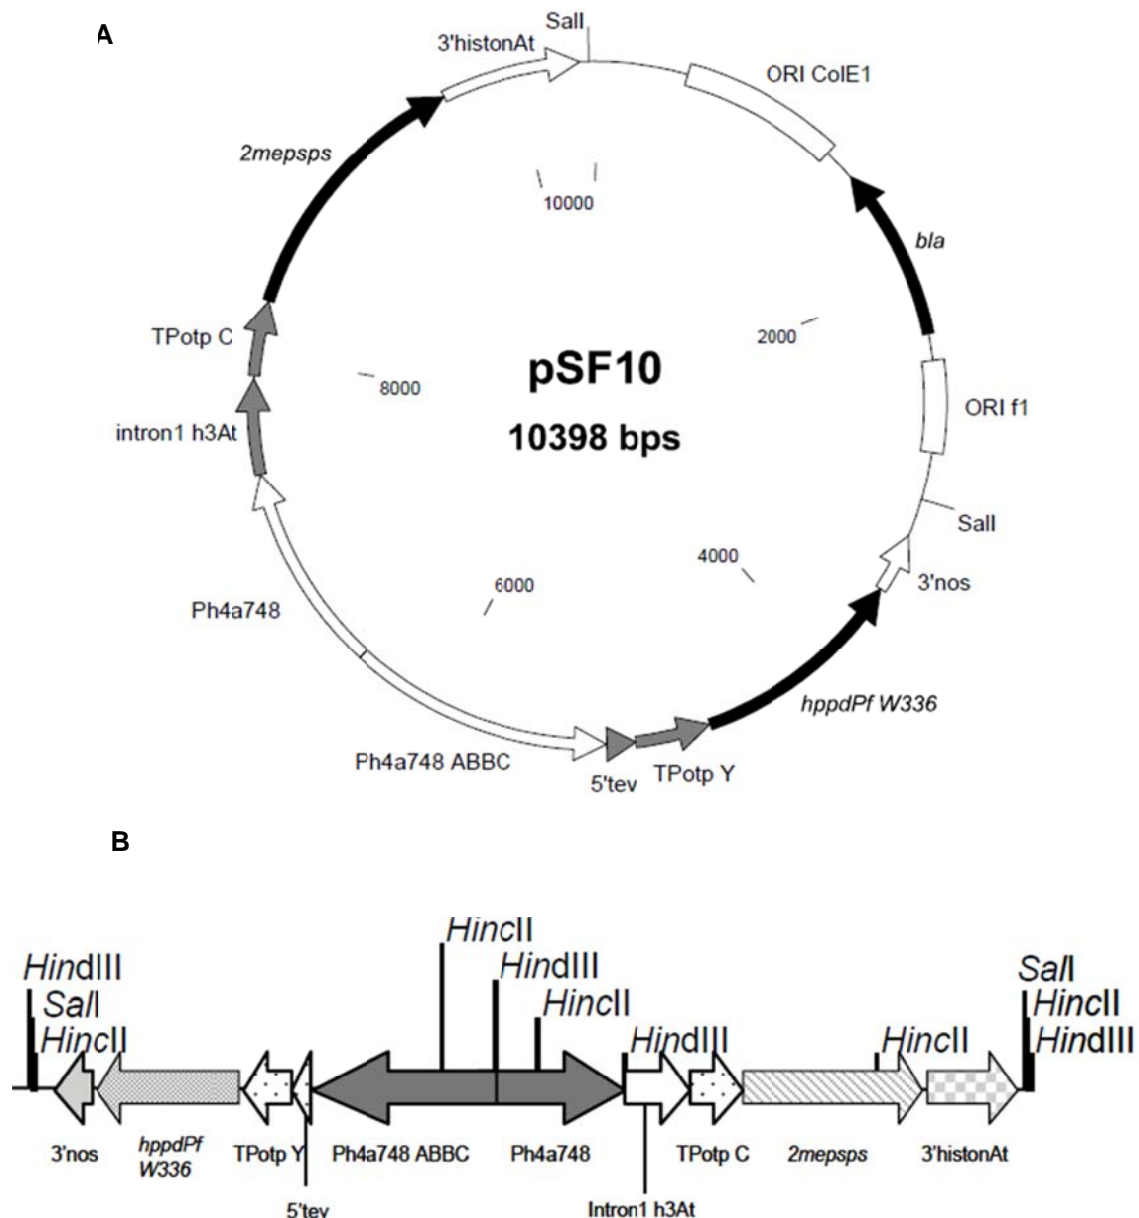 A
SalI
3'histonAt
ORI ColE1
2mepsps
10000
bla
TPotp C
2000
pSF10
8000
10398 bps
ORI f1
intron1 h3At
SalI
4000
3'nos
6000
Ph4a748
hppdPf W336
Ph4a748 ABBC
TPotp Y
5'tev
B
HincII
HindIII
HindIII
SalI
SalI
HincII
HincII
HincII
HindIII
HincII
HindIII
3'nos
hppdPf
W336
TPotp Y
Ph4a748 ABBC
Ph4a748
TPotp C
2mepsps
3'histonAt
5'tev
Intron1 h3At